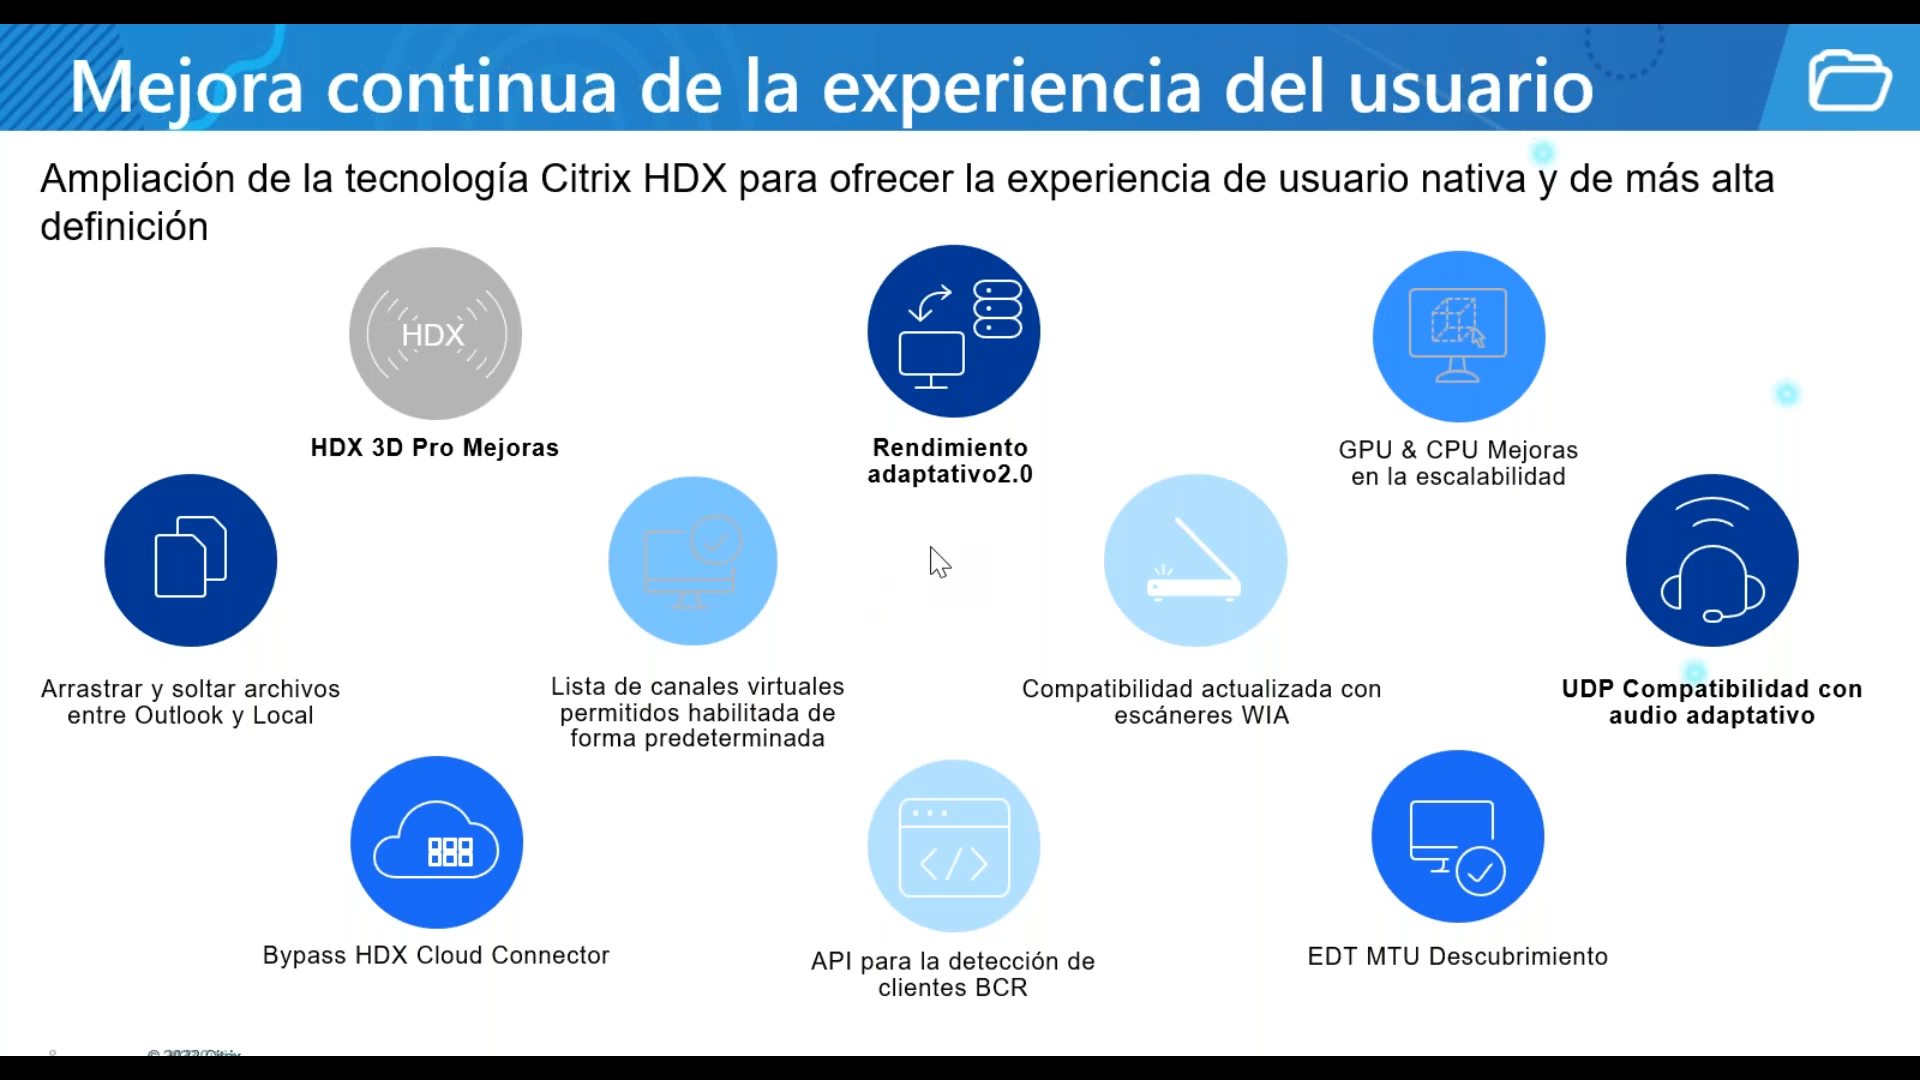 Mejora continua de la experiencia del usuario
Ampliación de la tecnología Citrix HDX para ofrecer la experiencia de usuario nativa y de más alta
definición
HDX
HDX 3D Pro Mejoras
Rendimiento
adaptativo2.0
GPU & CPU Mejoras
en la escalabilidad
Arrastrar y soltar archivos
entre Outlook y Local
Lista de canales virtuales
permitidos habilitada de
forma predeterminada
Compatibilidad actualizada con
escáneres WIA
UDP Compatibilidad con
audio adaptativo
Bypass HDX Cloud Connector
API para la detección de
clientes BCR
EDT MTU Descubrimiento